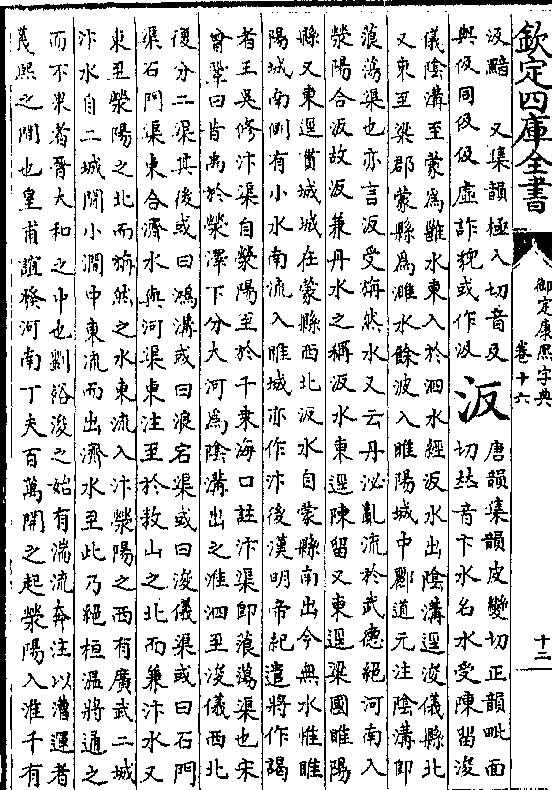 欽定四庫全書
御定康熙字典
卷十六
十二
汲黯 又集韻極入切音及
與伋同伋伋虛詐貌或作汲
汳
唐韻集韻皮變切正韻毗面
切𠀤音卞水名水受陳留浚
儀陰溝至蒙為雝水東入於泗水經汳水出陰溝逕浚儀縣北
又東至梁郡蒙縣為濉水餘波入睢陽城中酈道元注陰溝即
蒗蕩渠也亦言汳受旃然水又云丹沁亂流於武德絕河南入
滎陽合汳故汳兼丹水之稱汳水東逕陳留又東逕梁國睢陽
縣又東逕貫城城在蒙縣西北汳水自蒙縣南出今無水惟睢
陽城南側有小水南流入睢城亦作汴後漢明帝紀遣將作謁
者王吳修汴渠自滎陽至於千乗海口註汴渠卽蒗蕩渠也宋
曾鞏曰昔禹於滎澤下分大河為陰溝出之淮泗至浚儀西北
復分二渠其後或曰鴻溝或曰浪宕渠或曰浚儀渠或曰石門
渠石門渠東合濟水與河渠東注至於敖山之北而兼汴水又
東至滎陽之北而旃然之水東流入汴滎陽之西有廣武二城
汴水自二城間小澗中東流而出濟水至此乃絕桓溫將通之
而不果者晉太和之中也劉裕浚之始有湍流奔注以漕運者
義熙之間也皇甫誼發河南丁夫百萬開之起滎陽入淮千有